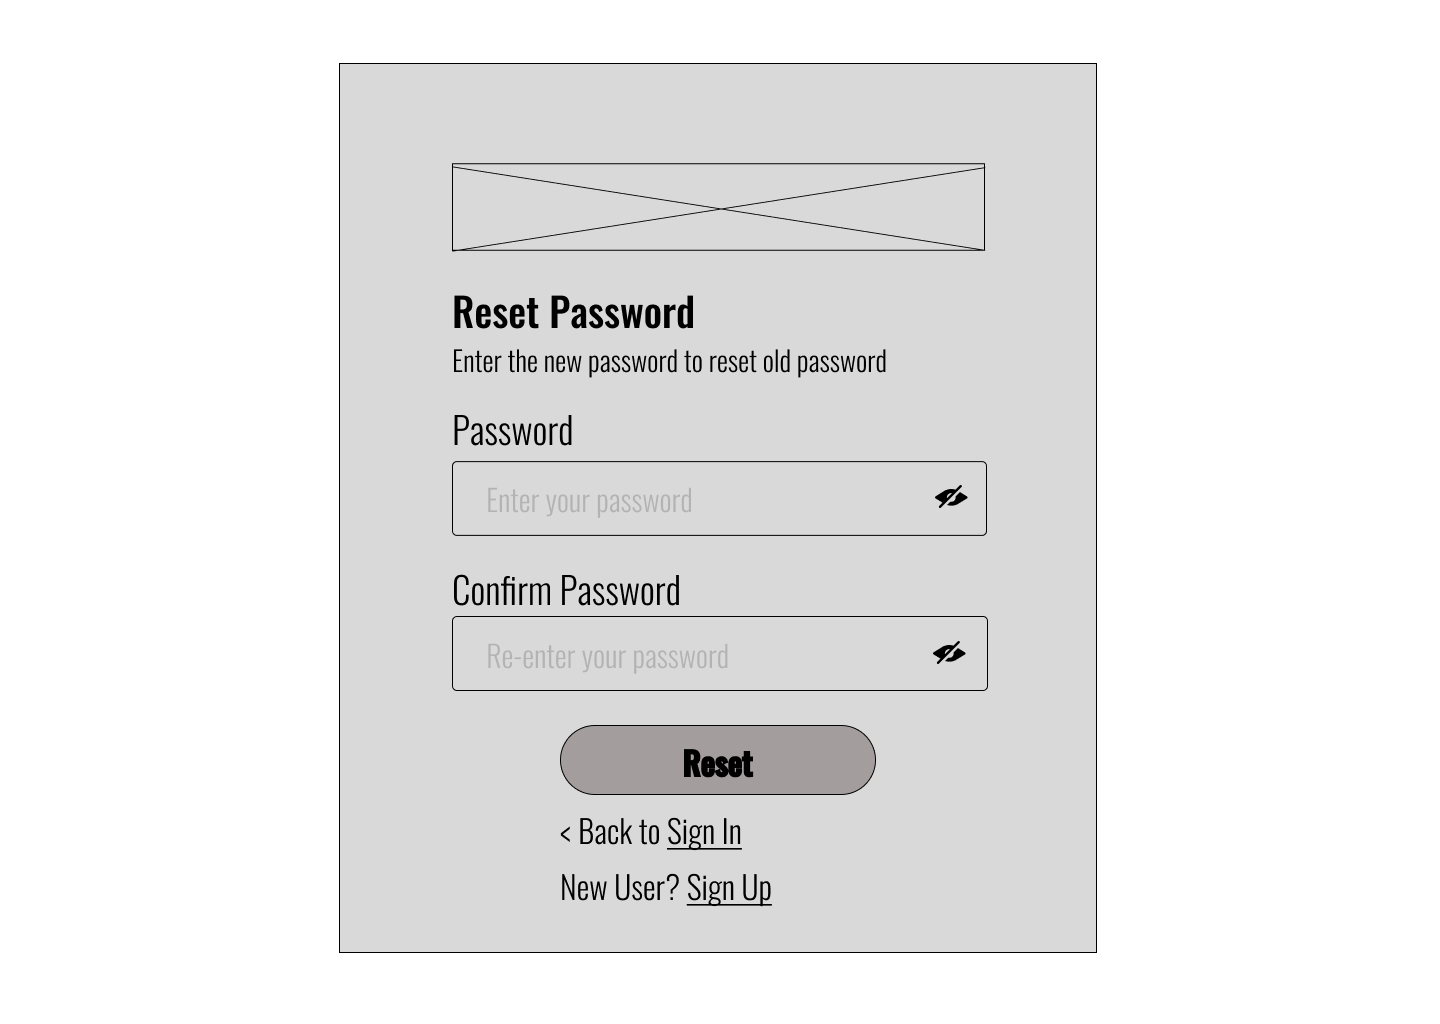 Reset Password
Enter the new password to reset old password
Password
Enter your password
Confirm Password
Re-enter your password
Reset
< Back to Sign In
New User? Sign Up